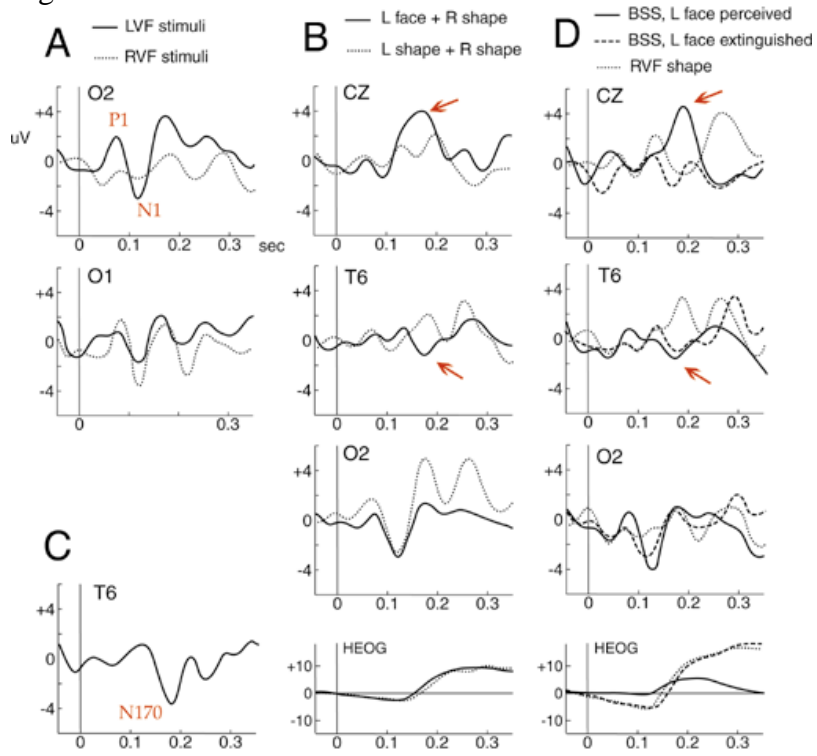 A
LVF stimuli
RVF stimuli
O2
+4
uV
0
-4
P1
N1
0 0.1 0.2 0.3 sec
O1
+4
0
-4
0 0.3
B
L face + R shape
L shape + R shape
CZ
+4
0
-4
0 0.1 0.2 0.3
T6
+4
0
-4
0 0.1 0.2 0.3
O2
+4
0
-4
0 0.1 0.2 0.3
HEOG
+10
0
-10
0 0.1 0.2 0.3
C
T6
+4
0
-4
N170
0 0.1 0.2 0.3
D
BSS, L face perceived
BSS, L face extinguished
RVF shape
CZ
+4
0
-4
0 0.1 0.2 0.3
T6
+4
0
-4
0 0.1 0.2 0.3
O2
+4
0
-4
0 0.1 0.2 0.3
HEOG
+10
0
-10
0 0.1 0.2 0.3